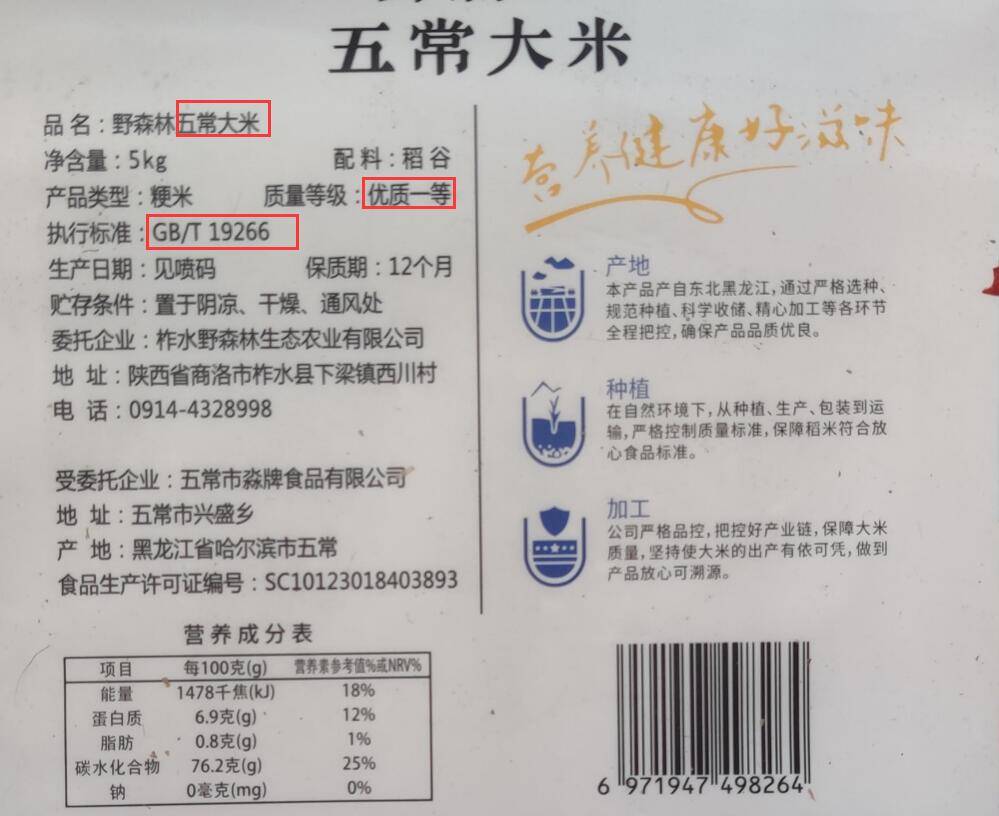 五常大米
品 名：野森林五常大米
净含量：5kg 配 料：稻 谷
产品类型：粳米 质量等级：优质一等
执行标准：GB/T 19266
生产日期：见喷码 保质期：12个月
贮存条件：置于阴凉、干燥、通风处
委托企业：柞水野森林生态农业有限公司
地 址：陕西省商洛市柞水县下梁镇西川村
电 话：0914-4328998
受委托企业：五常市淼牌食品有限公司
地 址：五常市兴盛乡
产 地：黑龙江省哈尔滨市五常
食品生产许可证编号：SC10123018403893
营养成分表
项目 每100克(g) 营养素参考值%或NRV%
能量 1478千焦(kJ) 18%
蛋白质 6.9克(g) 12%
脂肪 0.8克(g) 1%
碳水化合物 76.2克(g) 25%
钠 0毫克(mg) 0%
营养健康好滋味
产地
本产品产自东北黑龙江，通过严格选种、
规范种植、科学收储、精心加工等各环节
全程把控，确保产品品质优良。
种植
在自然环境下，从种植、生产、包装到运
输，严格控制质量标准，保障稻米符合放
心食品标准。
加工
公司严格品控，把控好产业链，保障大米
质量，坚持使大米的出产有依可凭，做到
产品放心可溯源。
6 971947 498264